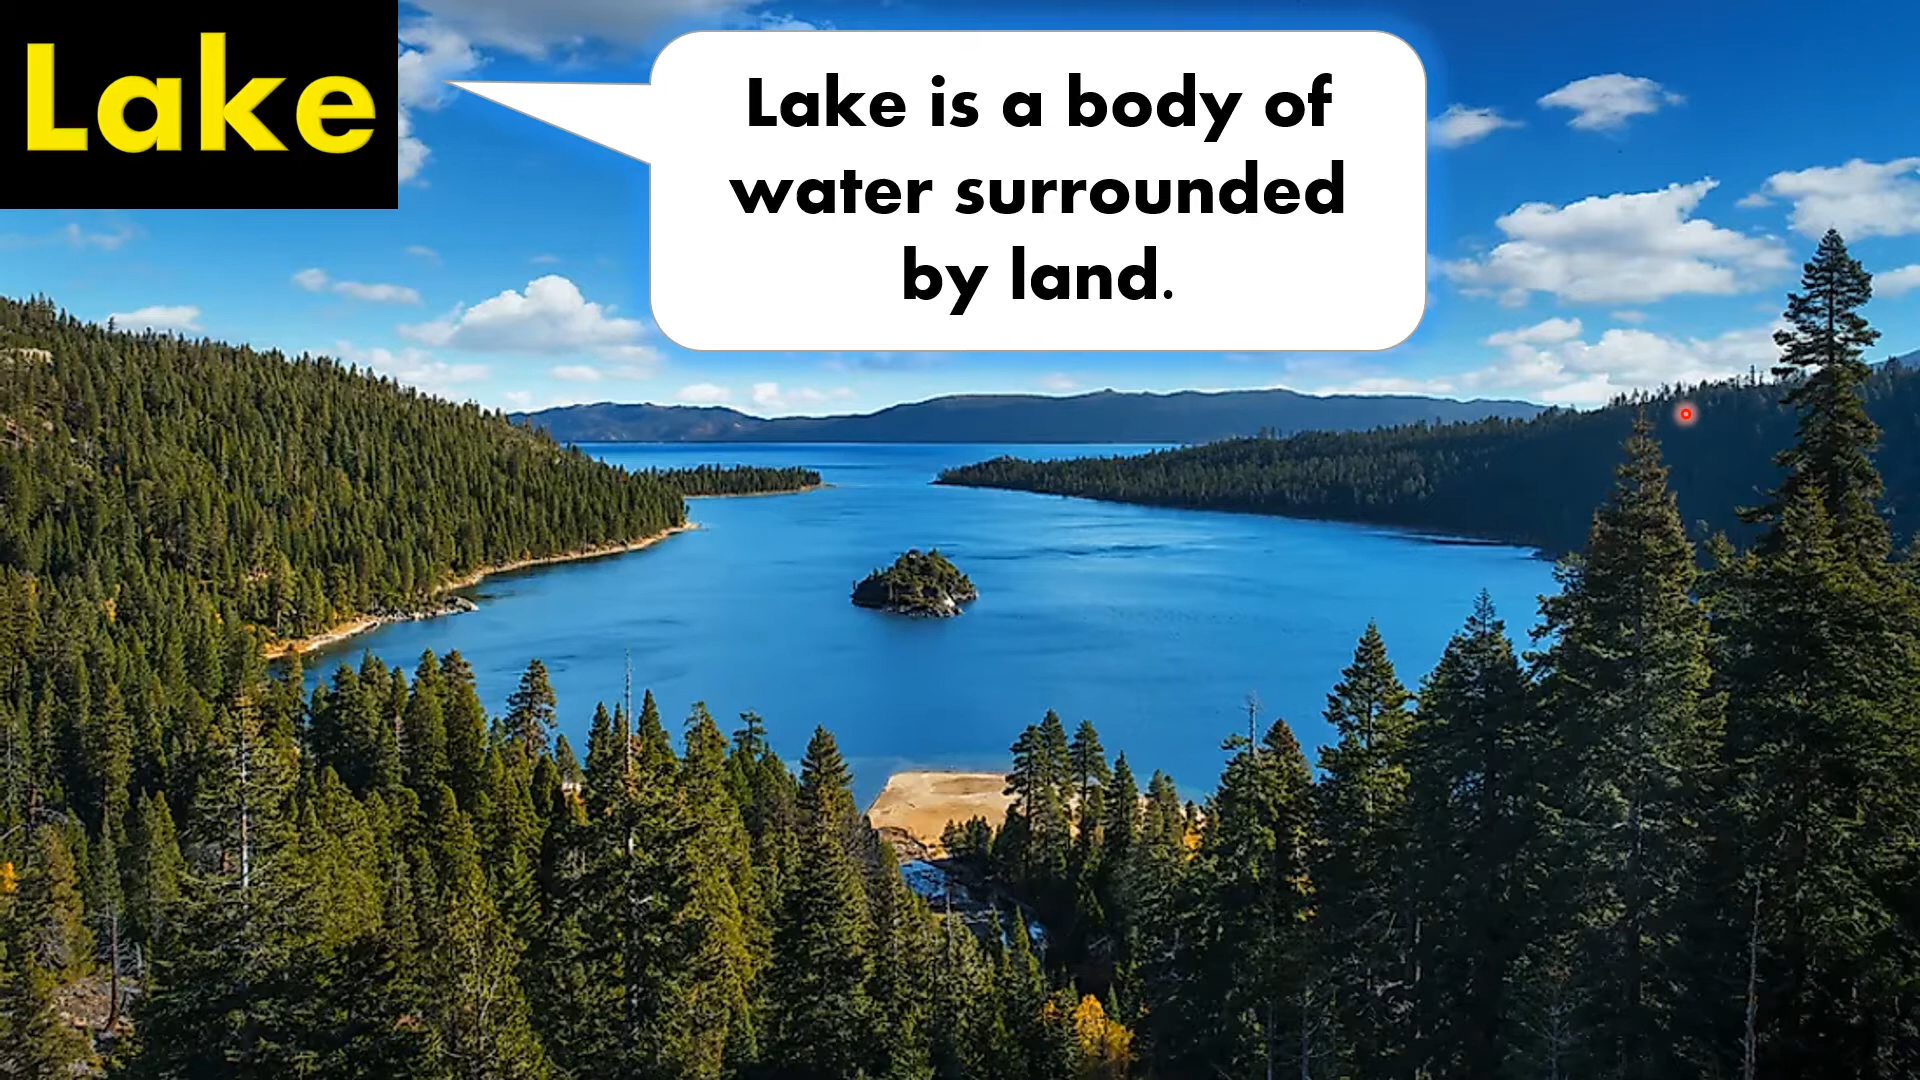 Lake
Lake is a body of
water surrounded
by land.